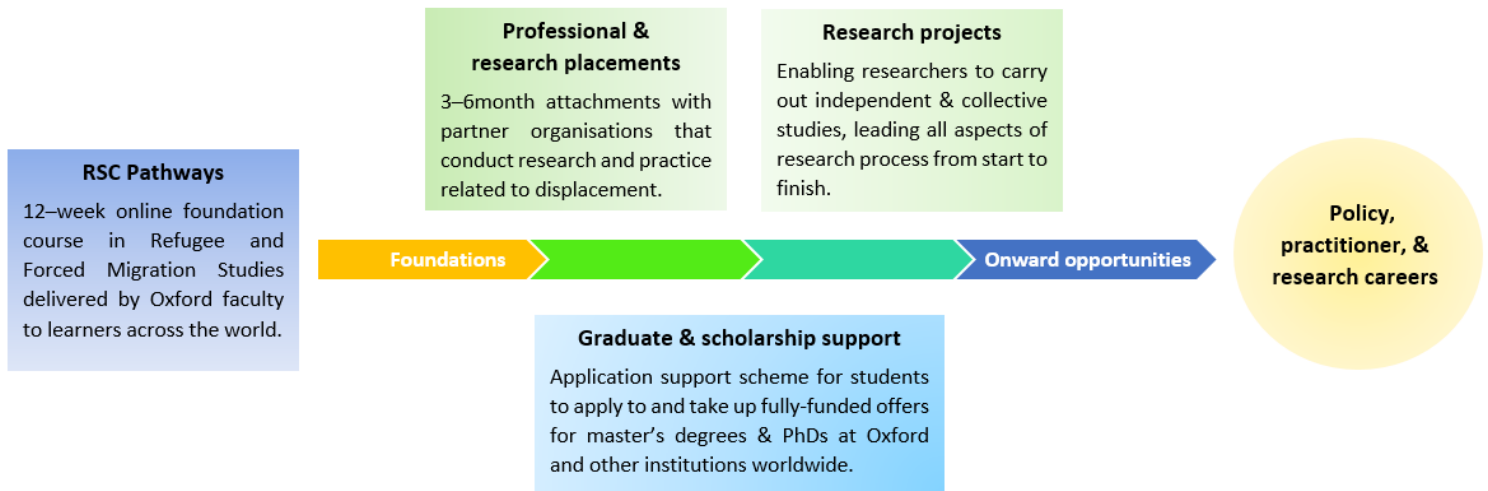 RSC Pathways
12–week online foundation
course in Refugee and
Forced Migration Studies
delivered by Oxford faculty
to learners across the world.
Professional &
research placements
3–6month attachments with
partner organisations that
conduct research and practice
related to displacement.
Research projects
Enabling researchers to carry
out independent & collective
studies, leading all aspects of
research process from start to
finish.
Foundations
Onward opportunities
Graduate & scholarship support
Application support scheme for students
to apply to and take up fully-funded offers
for master's degrees & PhDs at Oxford
and other institutions worldwide.
Policy,
practitioner, &
research careers